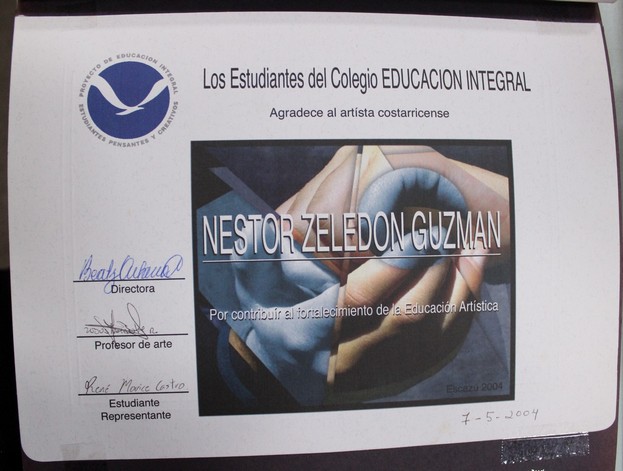 PROYECTO DE EDUCACION INTEGRAL
ESTUDIANTES PENSANTES Y CREATIVOS
Los Estudiantes del Colegio EDUCACION INTEGRAL
Agradece al artísta costarricense
NESTOR ZELEDON GUZMAN
Por contribuir al fortalecimiento de la Educación Artística
Escazú 2004
Directora
Profesor de arte
René Castro
Estudiante
Representante
7-5-2004